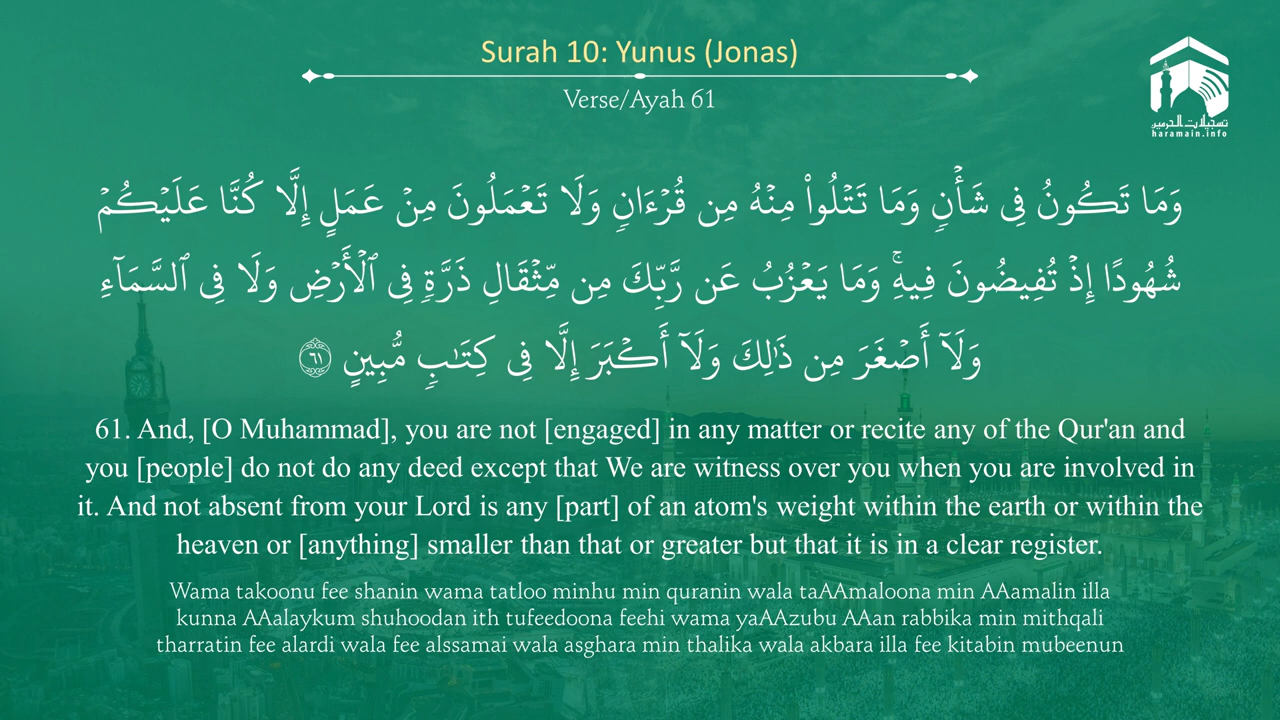 Surah 10: Yunus (Jonas)
Verse/Ayah 61
تسجيلات الحرمين
haramain.info
وَمَا تَكُونُ فِى شَأْنٍ وَمَا تَتْلُوا۟ مِنْهُ مِن قُرْءَانٍ وَلَا تَعْمَلُونَ مِنْ عَمَلٍ إِلَّا كُنَّا عَلَيْكُمْ
شُهُودًا إِذْ تُفِيضُونَ فِيهِ ۚ وَمَا يَعْزُبُ عَن رَّبِّكَ مِن مِّثْقَالِ ذَرَّةٍ فِى ٱلْأَرْضِ وَلَا فِى ٱلسَّمَآءِ
وَلَآ أَصْغَرَ مِن ذَٰلِكَ وَلَآ أَكْبَرَ إِلَّا فِى كِتَـٰبٍ مُّبِينٍ ٦١
61. And, [O Muhammad], you are not [engaged] in any matter or recite any of the Qur'an and
you [people] do not do any deed except that We are witness over you when you are involved in
it. And not absent from your Lord is any [part] of an atom's weight within the earth or within the
heaven or [anything] smaller than that or greater but that it is in a clear register.
Wama takoonu fee shanin wama tatloo minhu min quranin wala taAAmaloona min AAamalin illa
kunna AAalaykum shuhoodan ith tufeedoona feehi wama yaAAzubu AAan rabbika min mithqali
tharratin fee alardi wala fee alssamai wala asghara min thalika wala akbara illa fee kitabin mubeenun